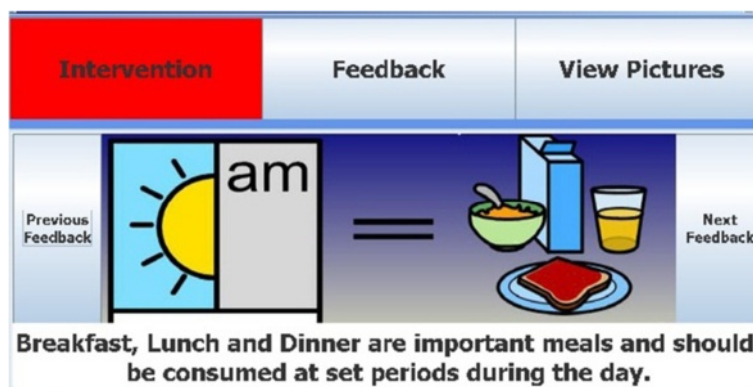 Intervention
Feedback
View Pictures
Previous
Feedback
am
Next
Feedback
Breakfast, Lunch and Dinner are important meals and should
be consumed at set periods during the day.